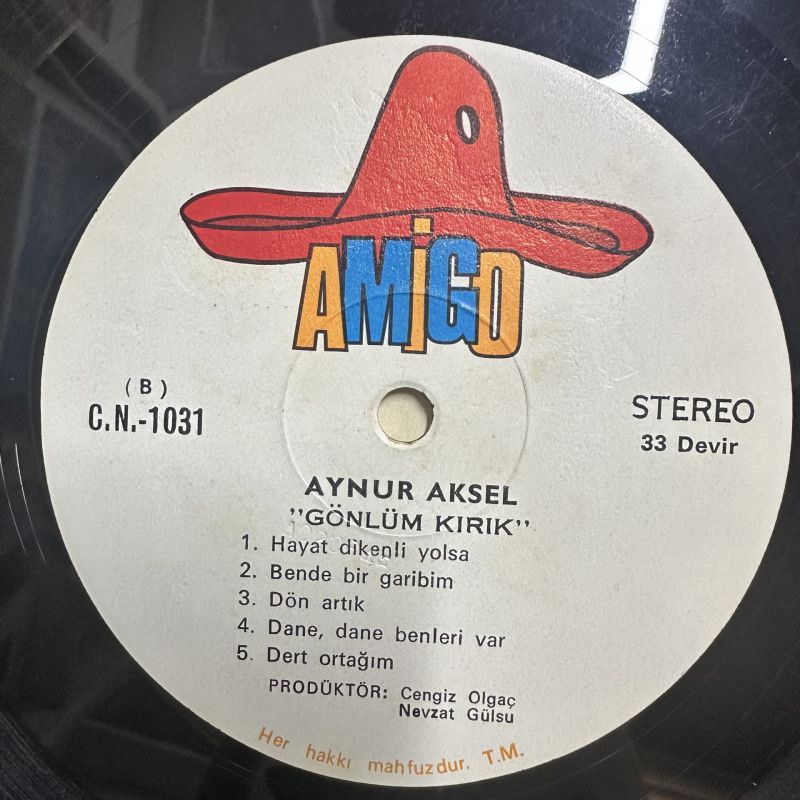 AMiGO
(B)
C.N.-1031
STEREO
33 Devir
AYNUR AKSEL
"GÖNLÜM KIRIK"
1. Hayat dikenli yolsa
2. Bende bir garibim
3. Dön artık
4. Dane, dane benleri var
5. Dert ortağım
PRODÜKTÖR: Cengiz Olgaç
Nevzat Gülsu
Her hakkı mahfuzdur. T.M.